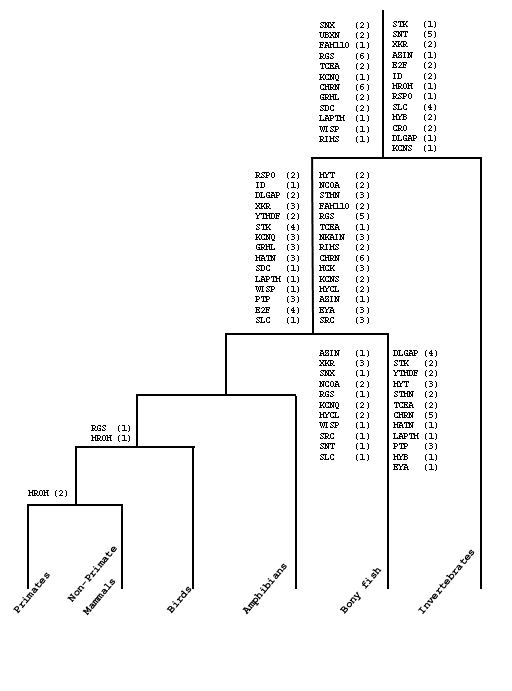 SNX (2)
UBXN (2)
FAM110 (1)
RGS (6)
TCEA (2)
KCNQ (1)
CHRN (6)
GRHL (2)
SDC (2)
LAPTM (1)
WISP (1)
RIMS (1)
STK (1)
SNT (5)
XKR (2)
ASIN (1)
E2F (2)
ID (2)
MROH (1)
RSPO (1)
SLC (4)
MYB (2)
CRO (2)
DLGAP (1)
KCNS (1)
RSPO (2)
ID (1)
DLGAP (2)
XKR (3)
YTHDF (2)
STK (4)
KCNQ (3)
GRHL (3)
MATN (3)
SDC (1)
LAPTM (1)
WISP (1)
PTP (3)
E2F (4)
SLC (1)
MYT (2)
NCOA (2)
STMN (3)
FAM110 (2)
RGS (5)
TCEA (1)
NKAIN (3)
RIMS (2)
CHRN (6)
HCK (3)
KCNS (2)
MYCL (2)
ASIN (1)
EYA (3)
SRC (3)
ASIN (1)
XKR (3)
SNX (1)
NCOA (2)
RGS (1)
KCNQ (2)
MYCL (2)
WISP (1)
SRC (1)
SNT (1)
SLC (1)
DLGAP (4)
STK (2)
YTHDF (2)
MYT (3)
STMN (2)
TCEA (2)
CHRN (5)
MATN (1)
LAPTM (1)
PTP (3)
MYB (1)
EYA (1)
RGS (1)
MROH (1)
MROH (2)
Primates
Non-Primate
Mammals
Birds
Amphibians
Bony fish
Invertebrates